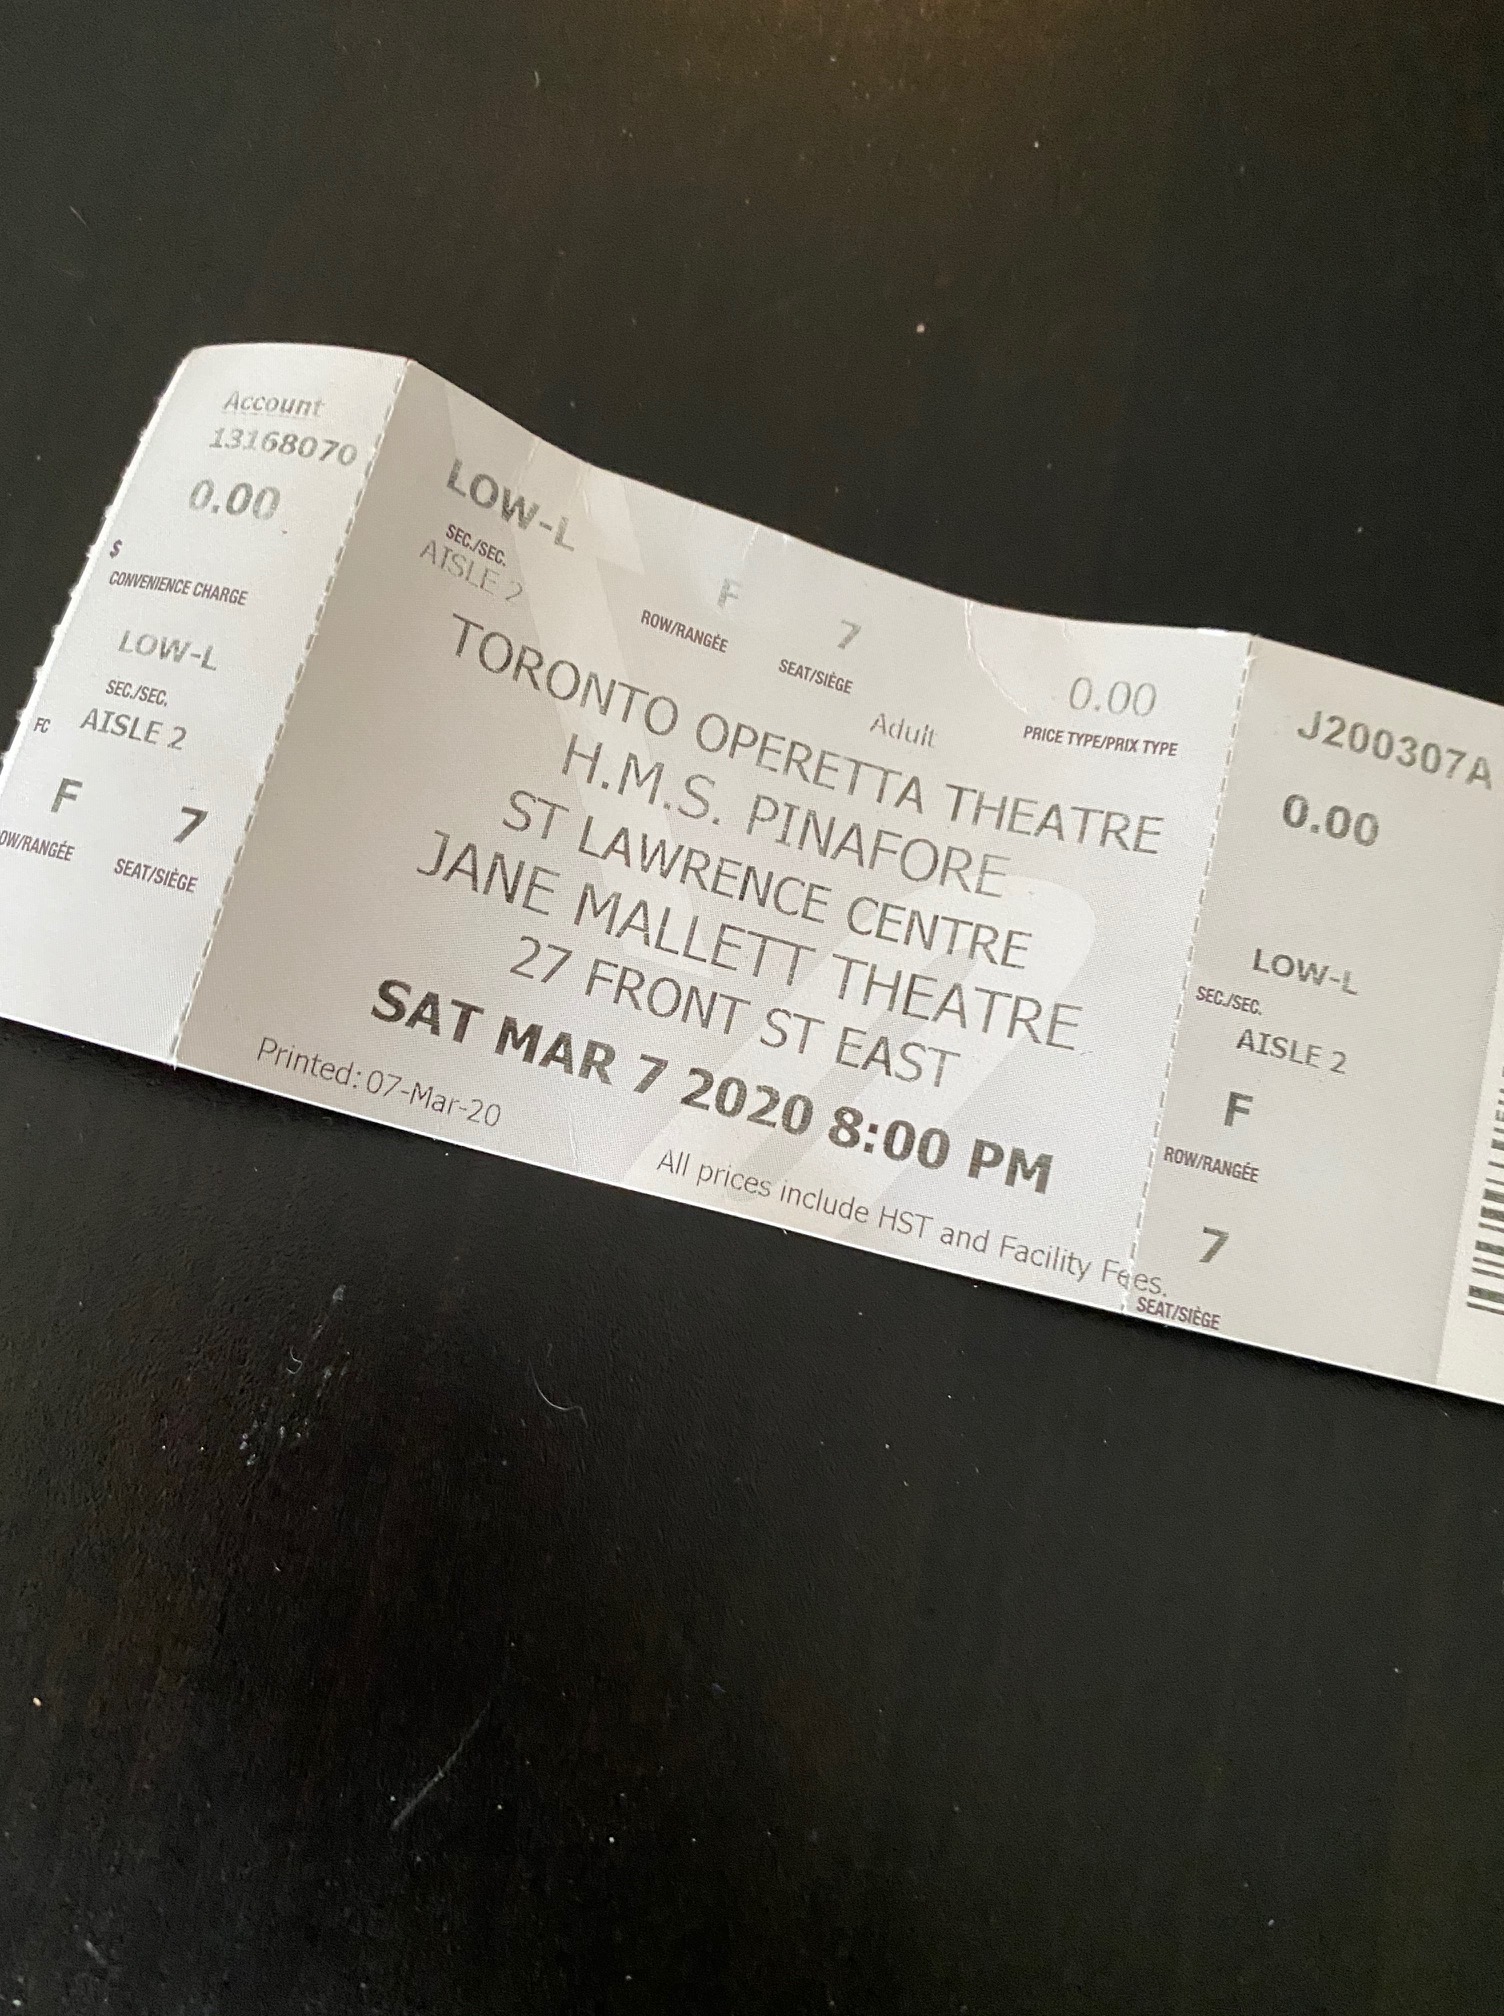 Account
13168070
0.00
$
CONVENIENCE CHARGE
LOW-L
SEC./SEC.
FC AISLE 2
F 7
OW/RANGÉE SEAT/SIÈGE
LOW-L F 7 0.00
SEC./SEC. ROW/RANGÉE SEAT/SIÈGE PRICE TYPE/PRIX TYPE
AISLE 2 Adult
TORONTO OPERETTA THEATRE
H.M.S. PINAFORE
ST LAWRENCE CENTRE
JANE MALLETT THEATRE
27 FRONT ST EAST
SAT MAR 7 2020 8:00 PM
Printed: 07-Mar-20
All prices include HST and Facility Fees.
J200307A
0.00
LOW-L
SEC./SEC.
AISLE 2
F
ROW/RANGÉE
7
SEAT/SIÈGE